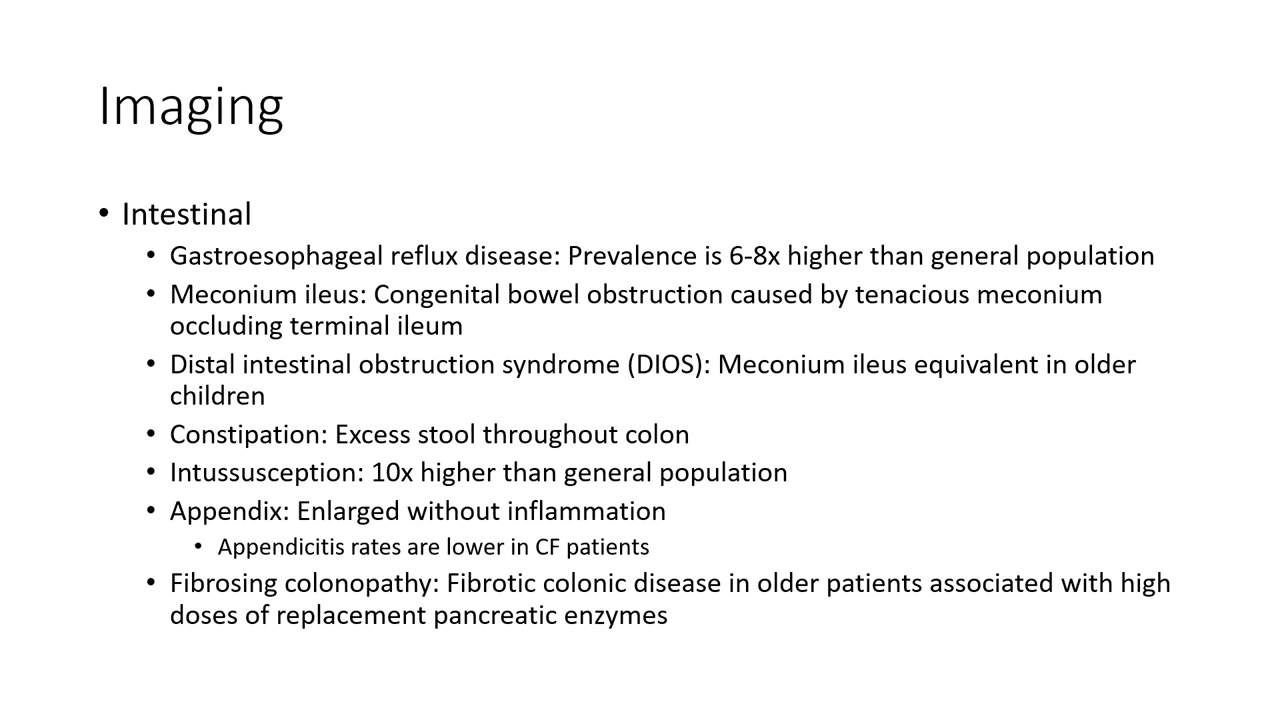 Imaging
• Intestinal
• Gastroesophageal reflux disease: Prevalence is 6-8x higher than general population
• Meconium ileus: Congenital bowel obstruction caused by tenacious meconium
occluding terminal ileum
• Distal intestinal obstruction syndrome (DIOS): Meconium ileus equivalent in older
children
• Constipation: Excess stool throughout colon
• Intussusception: 10x higher than general population
• Appendix: Enlarged without inflammation
• Appendicitis rates are lower in CF patients
• Fibrosing colonopathy: Fibrotic colonic disease in older patients associated with high
doses of replacement pancreatic enzymes